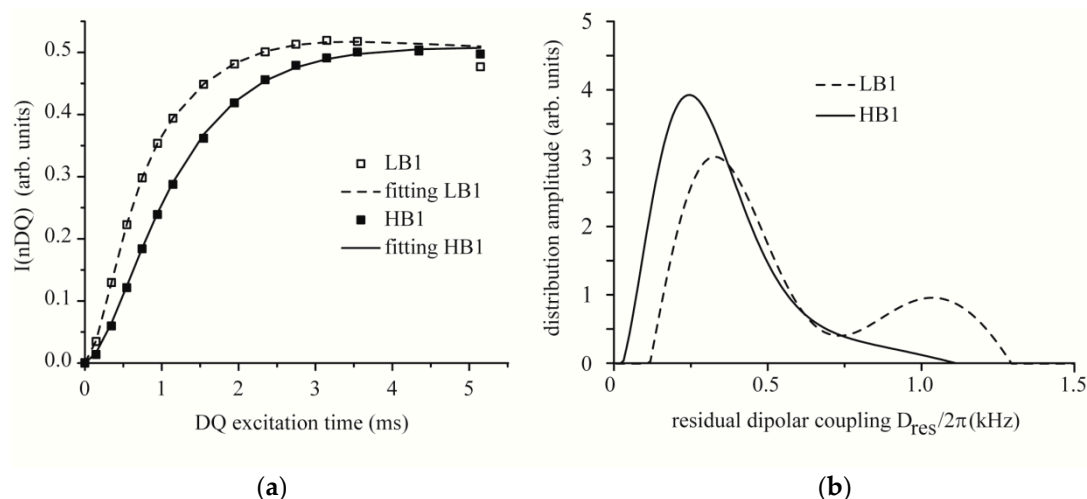 I(nDQ) (arb. units)
0.5
0.4
0.3
0.2
0.1
0.0
0
1
2
3
4
5
DQ excitation time (ms)
LB1
fitting LB1
HB1
fitting HB1
(a)
distribution amplitude (arb. units)
5
4
3
2
1
0
0
0.5
1.0
1.5
residual dipolar coupling Dres/2π(kHz)
LB1
HB1
(b)